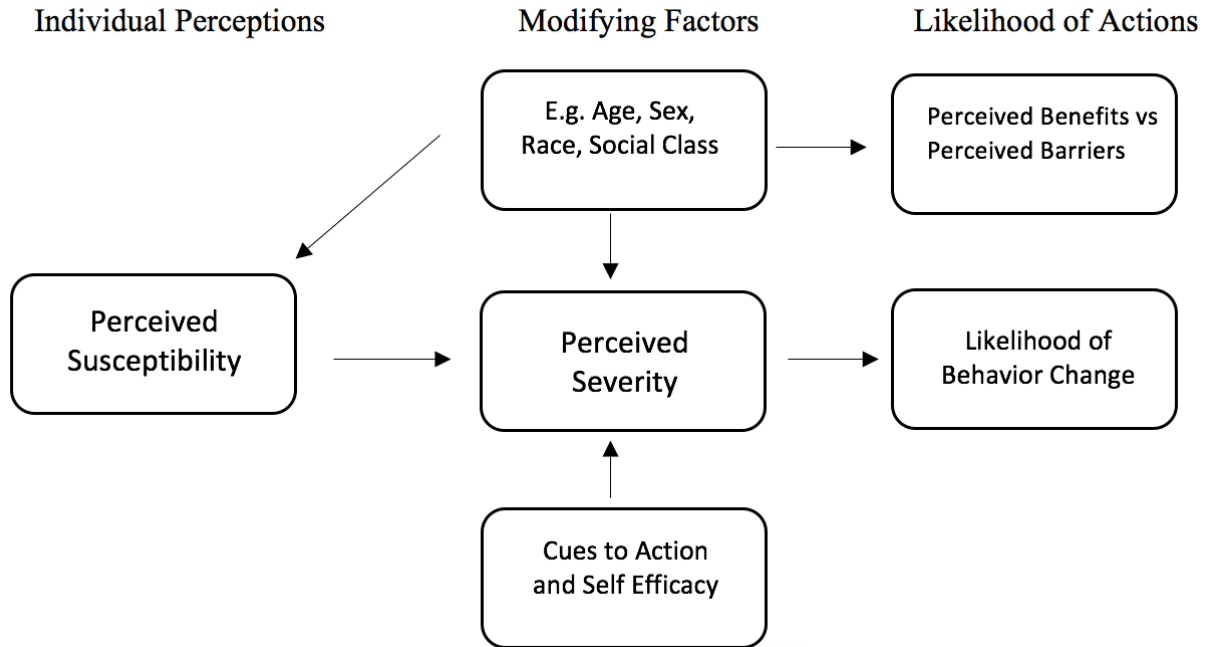 Individual Perceptions
Modifying Factors
Likelihood of Actions
E.g. Age, Sex,
Race, Social Class
Perceived Benefits vs
Perceived Barriers
Perceived
Susceptibility
Perceived
Severity
Likelihood of
Behavior Change
Cues to Action
and Self Efficacy